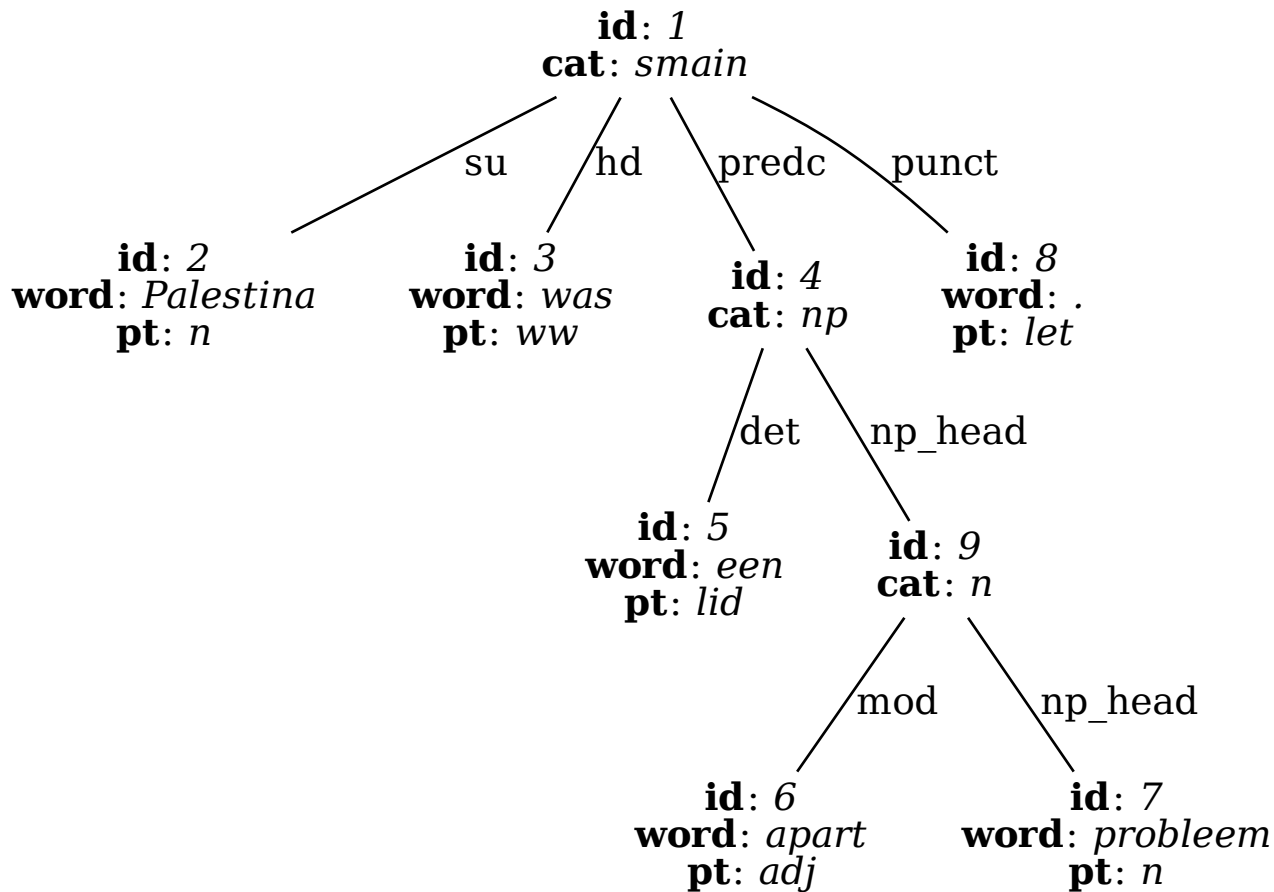 id: 1
cat: smain
su hd predc punct
id: 2
word: Palestina
pt: n
id: 3
word: was
pt: ww
id: 4
cat: np
id: 8
word: .
pt: let
det np_head
id: 5
word: een
pt: lid
id: 9
cat: n
mod np_head
id: 6
word: apart
pt: adj
id: 7
word: probleem
pt: n